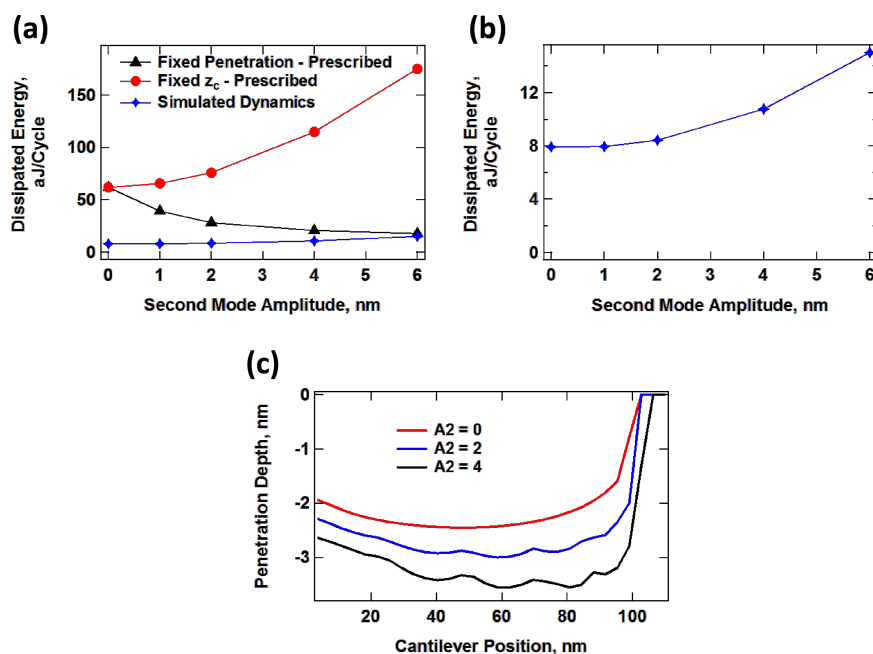 (a)
Dissipated Energy,
aJ/Cycle
150
100
50
0
Fixed Penetration - Prescribed
Fixed zc - Prescribed
Simulated Dynamics
0 1 2 3 4 5 6
Second Mode Amplitude, nm
(b)
Dissipated Energy,
aJ/Cycle
16
12
8
4
0
0 1 2 3 4 5 6
Second Mode Amplitude, nm
(c)
Penetration Depth, nm
0
-1
-2
-3
A2 = 0
A2 = 2
A2 = 4
20 40 60 80 100
Cantilever Position, nm